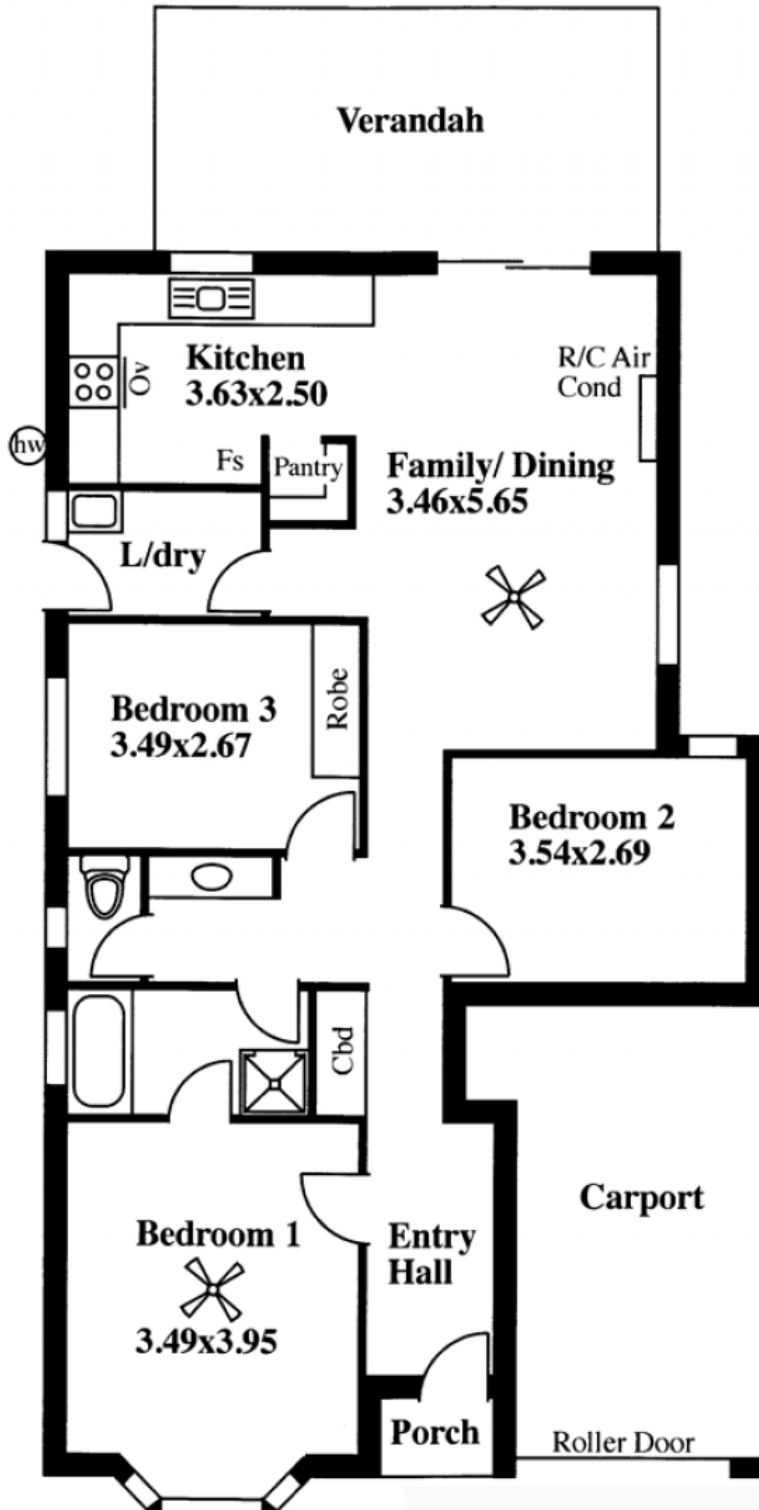 Verandah
Kitchen
3.63x2.50
Ov
R/C Air
Cond
hw
Fs
Pantry
Family/ Dining
3.46x5.65
L/dry
Bedroom 3
3.49x2.67
Robe
Bedroom 2
3.54x2.69
Cbd
Carport
Bedroom 1
3.49x3.95
Entry
Hall
Porch
Roller Door